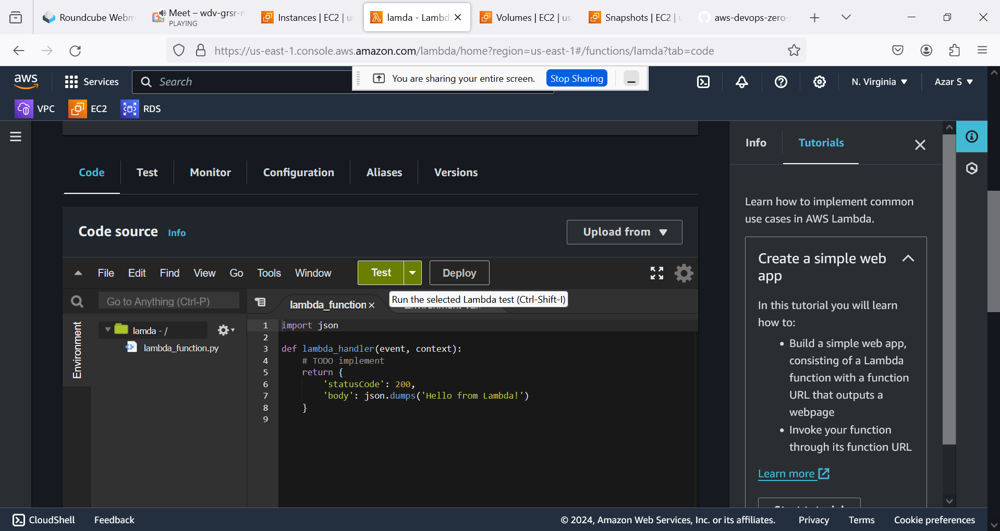 Roundcube Webm
Meet – wdv-grsr-n
PLAYING
Instances | EC2 | us
lamda - Lambda
Volumes | EC2 | us
Snapshots | EC2 | u
aws-devops-zero-t
https://us-east-1.console.aws.amazon.com/lambda/home?region=us-east-1#/functions/lamda?tab=code
aws
Services
Search
You are sharing your entire screen.
Stop Sharing
N. Virginia
Azar S
VPC
EC2
RDS
Info
Tutorials
Code
Test
Monitor
Configuration
Aliases
Versions
Learn how to implement common
use cases in AWS Lambda.
Code source
Info
Upload from
Create a simple web
app
File
Edit
Find
View
Go
Tools
Window
Test
Deploy
In this tutorial you will learn
how to:
Go to Anything (Ctrl-P)
lambda_function
Run the selected Lambda test (Ctrl-Shift-I)
Environment
lamda - /
lambda_function.py
1 import json
2
3 def lambda_handler(event, context):
4 # TODO implement
5 return {
6 'statusCode': 200,
7 'body': json.dumps('Hello from Lambda!')
8 }
9
• Build a simple web app,
consisting of a Lambda
function with a function
URL that outputs a
webpage
• Invoke your function
through its function URL
Learn more
CloudShell
Feedback
© 2024, Amazon Web Services, Inc. or its affiliates.
Privacy
Terms
Cookie preferences